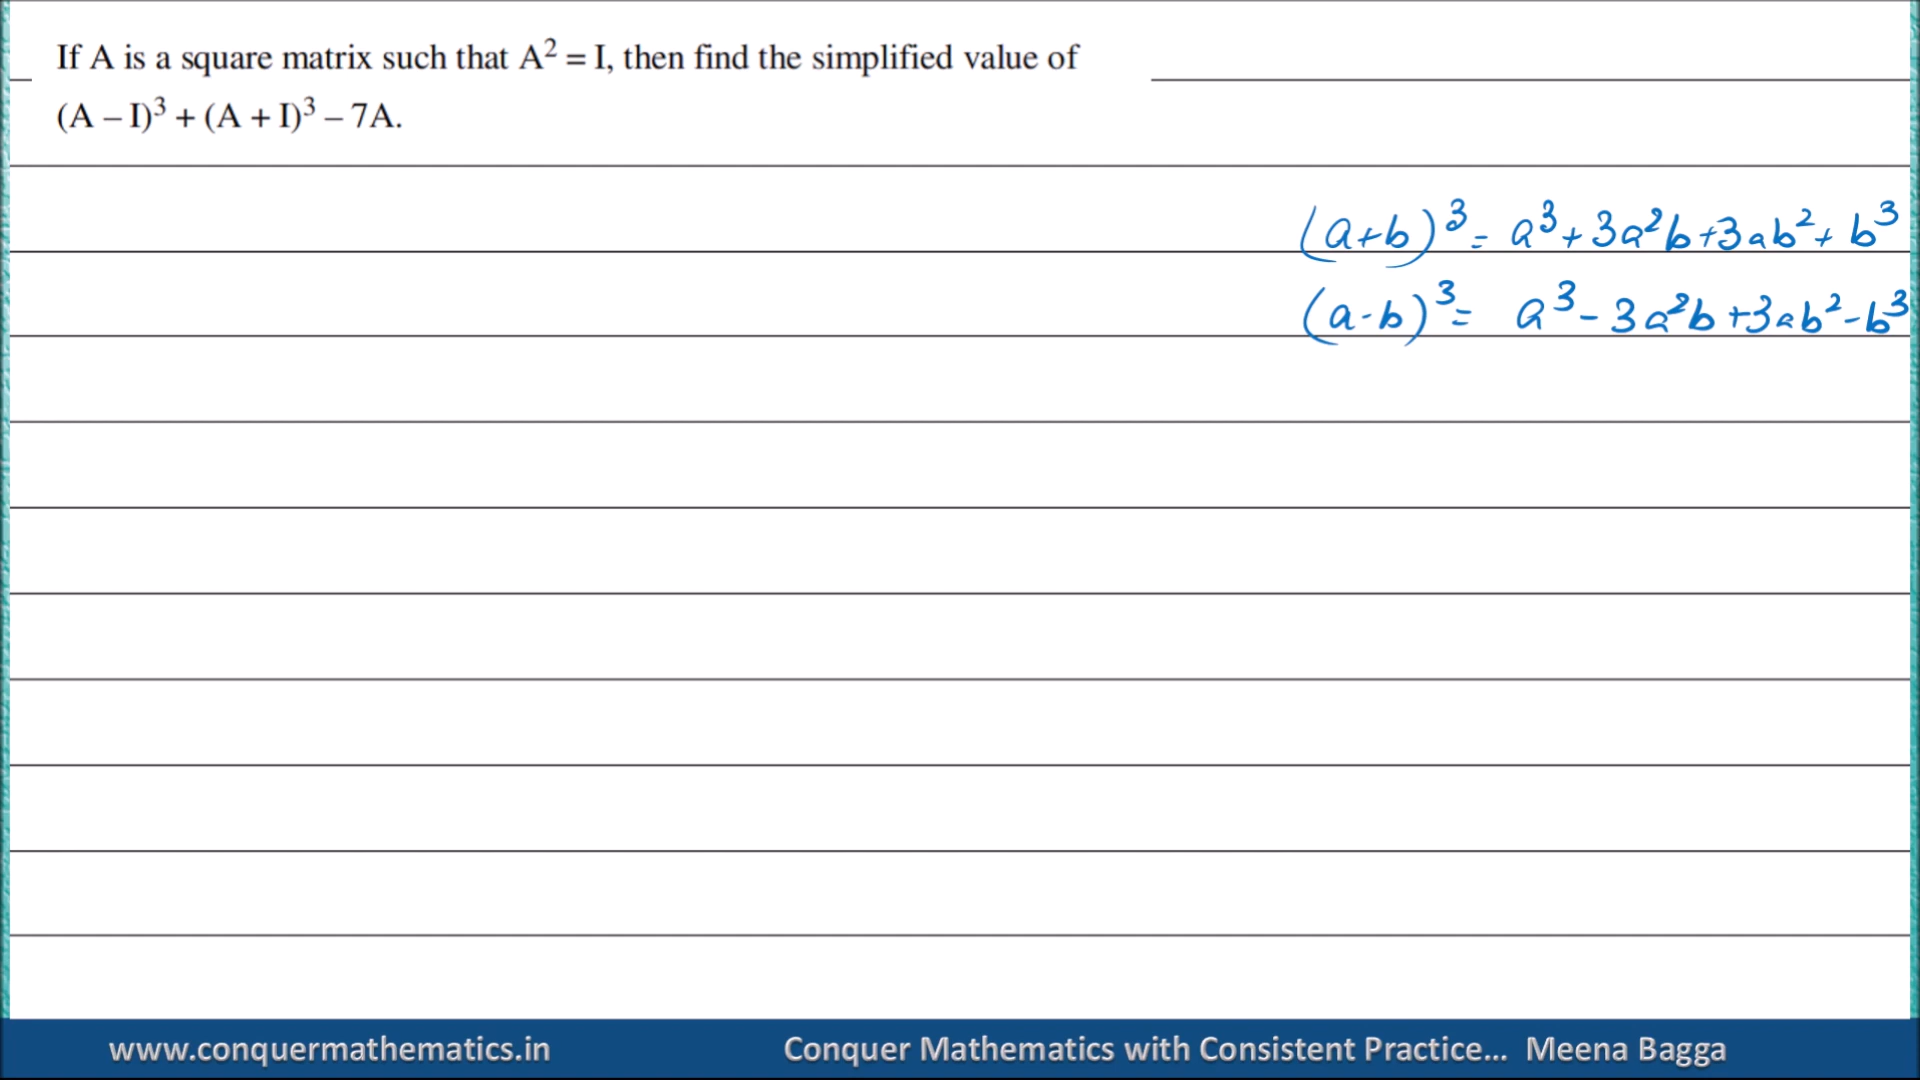 If A is a square matrix such that A² = I, then find the simplified value of
(A – I)³ + (A + I)³ – 7A.
(a+b)³ = a³+3a²b+3ab²+b³
(a-b)³ = a³-3a²b+3ab²-b³
www.conquermathematics.in Conquer Mathematics with Consistent Practice... Meena Bagga